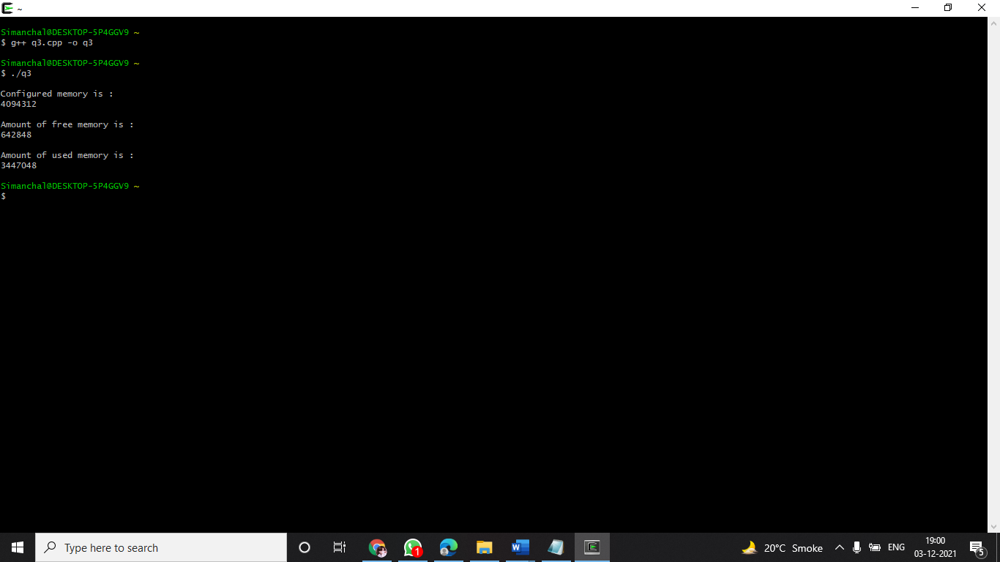 ~
Simanchal@DESKTOP-5P4GGV9 ~
$ g++ q3.cpp -o q3
Simanchal@DESKTOP-5P4GGV9 ~
$ ./q3
Configured memory is :
4094312
Amount of free memory is :
642848
Amount of used memory is :
3447048
Simanchal@DESKTOP-5P4GGV9 ~
$
Type here to search
1
20°C Smoke
ENG
19:00
03-12-2021
5